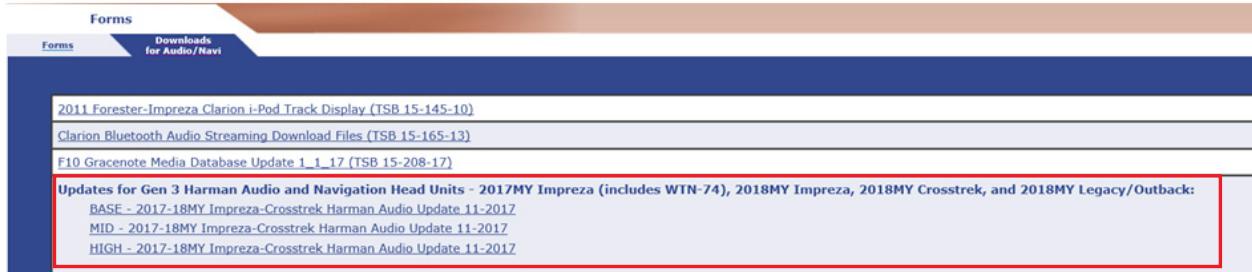 Forms
Forms
Downloads
for Audio/Navi
2011 Forester-Impreza Clarion i-Pod Track Display (TSB 15-145-10)
Clarion Bluetooth Audio Streaming Download Files (TSB 15-165-13)
F10 Gracenote Media Database Update 1_1_17 (TSB 15-208-17)
Updates for Gen 3 Harman Audio and Navigation Head Units - 2017MY Impreza (includes WTN-74), 2018MY Impreza, 2018MY Crosstrek, and 2018MY Legacy/Outback:
BASE - 2017-18MY Impreza-Crosstrek Harman Audio Update 11-2017
MID - 2017-18MY Impreza-Crosstrek Harman Audio Update 11-2017
HIGH - 2017-18MY Impreza-Crosstrek Harman Audio Update 11-2017